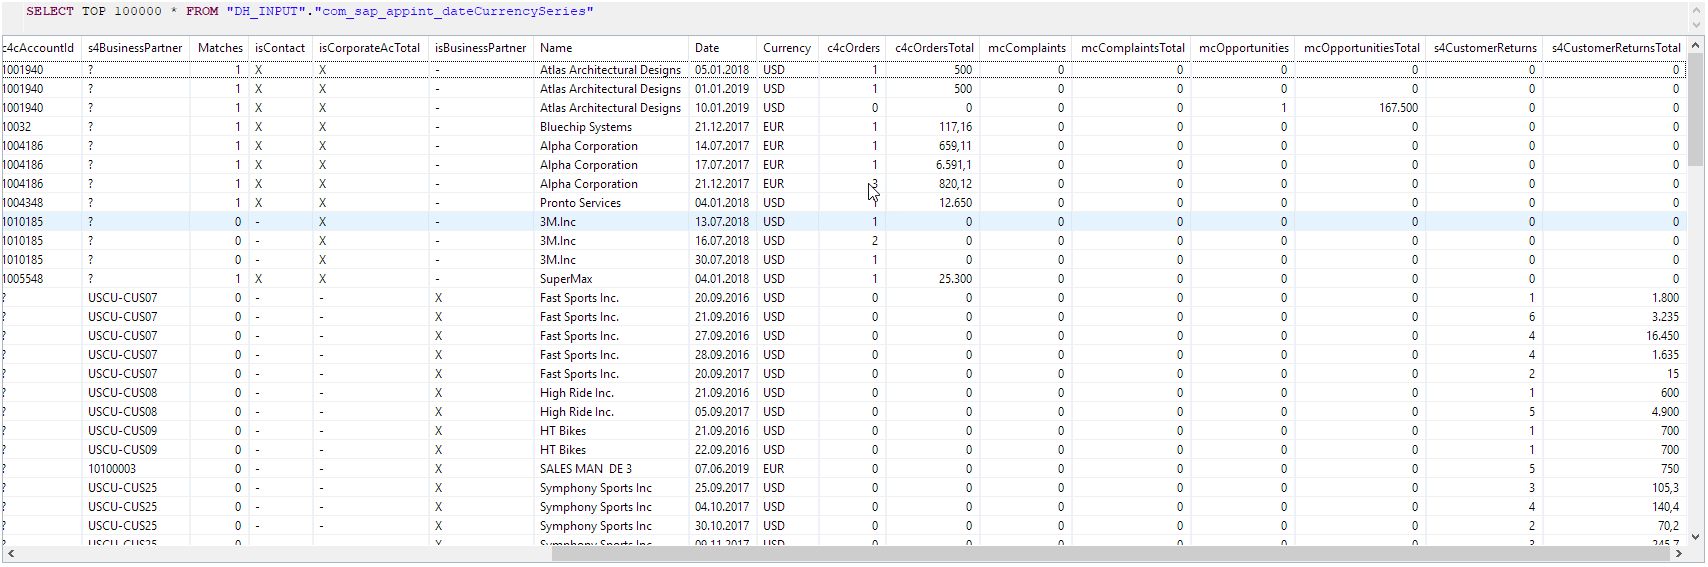 SELECT TOP 100000 * FROM "DH_INPUT"."com_sap_appint_dateCurrencySeries"
c4cAccountId s4BusinessPartner Matches isContact isCorporateAcTotal isBusinessPartner Name Date Currency c4cOrders c4cOrdersTotal mcComplaints mcComplaintsTotal mcOpportunities mcOpportunitiesTotal s4CustomerReturns s4CustomerReturnsTotal
1001940 ? 1 X X - Atlas Architectural Designs 05.01.2018 USD 1 500 0 0 0 0 0 0
1001940 ? 1 X X - Atlas Architectural Designs 01.01.2019 USD 1 500 0 0 0 0 0 0
1001940 ? 1 X X - Atlas Architectural Designs 10.01.2019 USD 0 0 0 0 1 167.500 0 0
10032 ? 1 X X - Bluechip Systems 21.12.2017 EUR 1 117,16 0 0 0 0 0 0
1004186 ? 1 X X - Alpha Corporation 14.07.2017 EUR 1 659,11 0 0 0 0 0 0
1004186 ? 1 X X - Alpha Corporation 17.07.2017 EUR 1 6.591,1 0 0 0 0 0 0
1004186 ? 1 X X - Alpha Corporation 21.12.2017 EUR 3 820,12 0 0 0 0 0 0
1004348 ? 1 X X - Pronto Services 04.01.2018 USD 1 12.650 0 0 0 0 0 0
1010185 ? 0 - X - 3M.Inc 13.07.2018 USD 1 0 0 0 0 0 0 0
1010185 ? 0 - X - 3M.Inc 16.07.2018 USD 2 0 0 0 0 0 0 0
1010185 ? 0 - X - 3M.Inc 30.07.2018 USD 1 0 0 0 0 0 0 0
1005548 ? 1 X X - SuperMax 04.01.2018 USD 1 25.300 0 0 0 0 0 0
? USCU-CUS07 0 - - X Fast Sports Inc. 20.09.2016 USD 0 0 0 0 0 0 1 1.800
? USCU-CUS07 0 - - X Fast Sports Inc. 21.09.2016 USD 0 0 0 0 0 0 6 3.235
? USCU-CUS07 0 - - X Fast Sports Inc. 27.09.2016 USD 0 0 0 0 0 0 4 16.450
? USCU-CUS07 0 - - X Fast Sports Inc. 28.09.2016 USD 0 0 0 0 0 0 4 1.635
? USCU-CUS07 0 - - X Fast Sports Inc. 20.09.2017 USD 0 0 0 0 0 0 2 15
? USCU-CUS08 0 - - X High Ride Inc. 21.09.2016 USD 0 0 0 0 0 0 1 600
? USCU-CUS08 0 - - X High Ride Inc. 05.09.2017 USD 0 0 0 0 0 0 5 4.900
? USCU-CUS09 0 - - X HT Bikes 21.09.2016 USD 0 0 0 0 0 0 1 700
? USCU-CUS09 0 - - X HT Bikes 22.09.2016 USD 0 0 0 0 0 0 1 700
? 10100003 0 - - X SALES MAN DE 3 07.06.2019 EUR 0 0 0 0 0 0 5 750
? USCU-CUS25 0 - - X Symphony Sports Inc 25.09.2017 USD 0 0 0 0 0 0 3 105,3
? USCU-CUS25 0 - - X Symphony Sports Inc 04.10.2017 USD 0 0 0 0 0 0 4 140,4
? USCU-CUS25 0 - - X Symphony Sports Inc 30.10.2017 USD 0 0 0 0 0 0 2 70,2
? USCU-CUS25 0 - - X Symphony Sports Inc 09.11.2017 USD 0 0 0 0 0 0 245,7